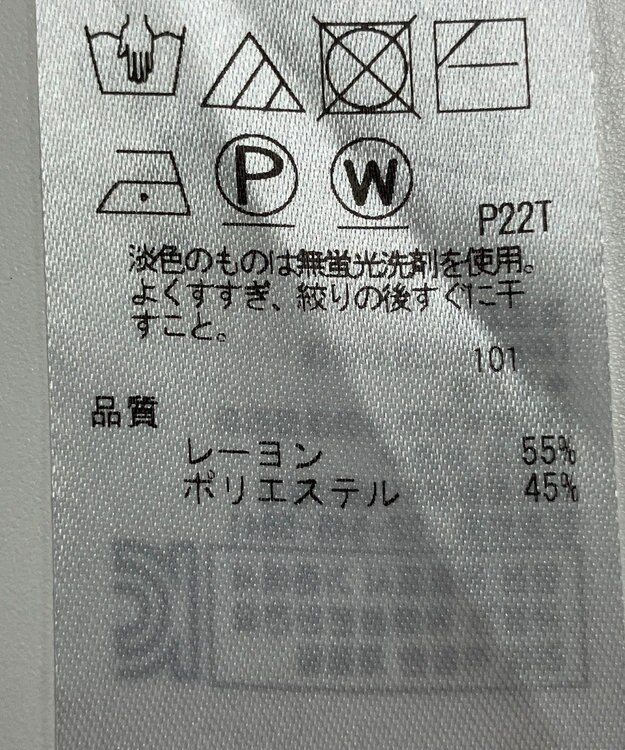 P W
P22T
淡色のものは無蛍光洗剤を使用。
よくすすぎ、絞りの後すぐに干
すこと。
101
品質
レーヨン 55%
ポリエステル 45%